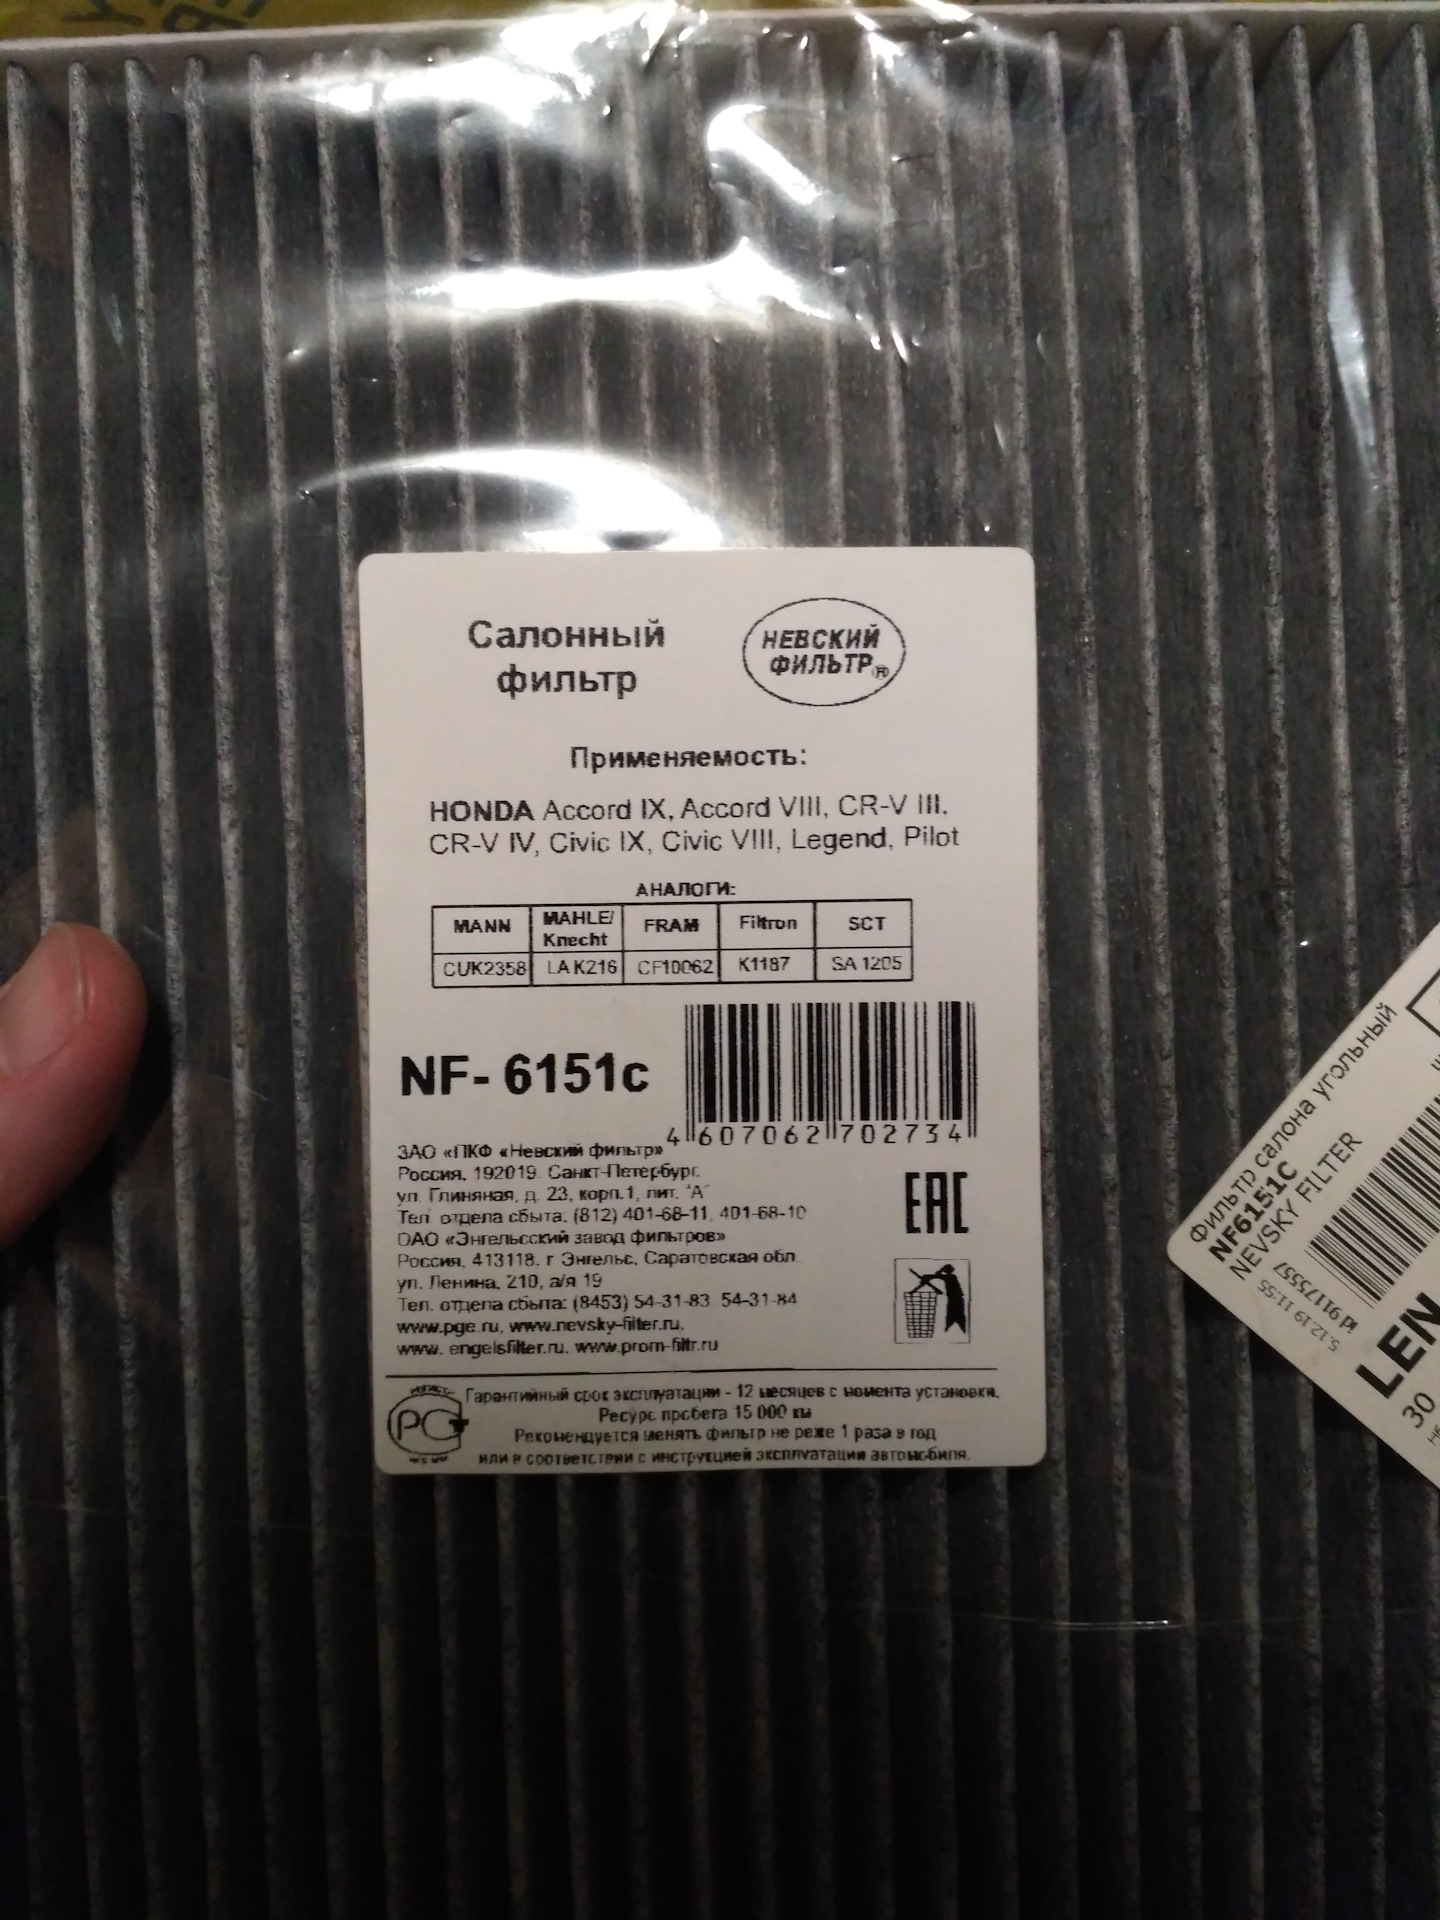 Салонный
фильтр
НЕВСКИЙ
ФИЛЬТР®
Применяемость:
HONDA Accord IX, Accord VIII, CR-V III,
CR-V IV, Civic IX, Civic VIII, Legend, Pilot
АНАЛОГИ:
MANN MAHLE/ Knecht FRAM Filtron SCT
CUK2358 LA K216 CF10062 K1187 SA 1205
NF- 6151c
4 607062 702734
ЗАО «ПКФ «Невский фильтр»
Россия, 192019. Санкт-Петербург.
ул. Глиняная, д. 23, корп.1, лит. "А"
Тел. отдела сбыта: (812) 401-68-11, 401-68-10
ОАО «Энгельсский завод фильтров»
Россия, 413118. г Энгельс, Саратовская обл.
ул. Ленина, 210, а/я 19
Тел. отдела сбыта: (8453) 54-31-83, 54-31-84
www.pge.ru, www.nevsky-filter.ru.
www. engelsfilter.ru. www.prom-filtr.ru
EAC
РСТ
Гарантийный срок эксплуатации - 12 месяцев с момента установки.
Ресурс пробега 15 000 км
Рекомендуется менять фильтр не реже 1 раза в год
или в соответствии с инструкцией эксплуатации автомобиля.
Фильтр салона угольный
NF6151C
NEVSKY FILTER
id 91175557
5.12.19 11:55
LEN
30